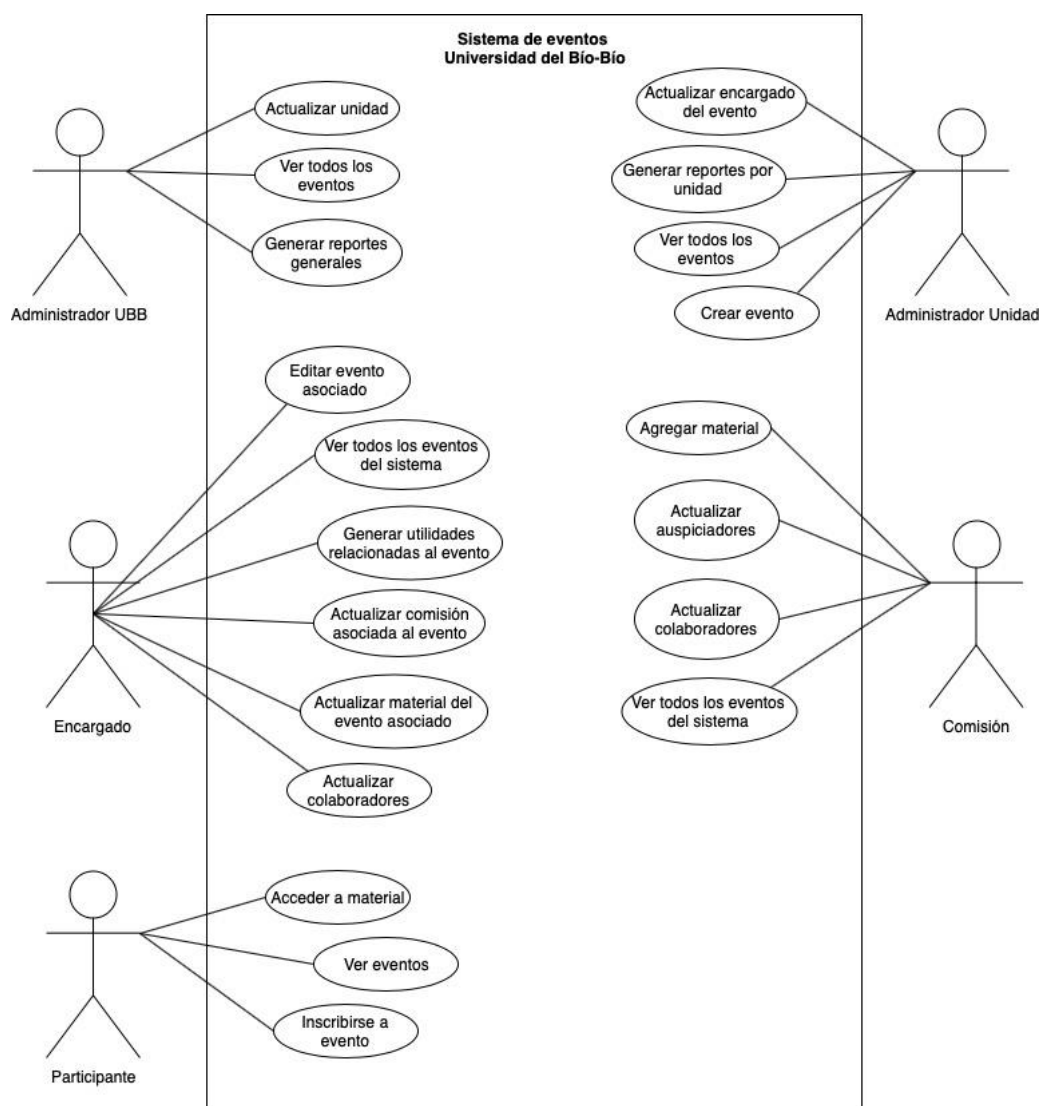 Sistema de eventos
Universidad del Bío-Bío
Actualizar unidad
Ver todos los
eventos
Generar reportes
generales
Administrador UBB
Actualizar encargado
del evento
Generar reportes por
unidad
Ver todos los
eventos
Crear evento
Administrador Unidad
Editar evento
asociado
Ver todos los eventos
del sistema
Generar utilidades
relacionadas al evento
Actualizar comisión
asociada al evento
Actualizar material del
evento asociado
Actualizar
colaboradores
Encargado
Agregar material
Actualizar
auspiciadores
Actualizar
colaboradores
Ver todos los eventos
del sistema
Comisión
Acceder a material
Ver eventos
Inscribirse a
evento
Participante